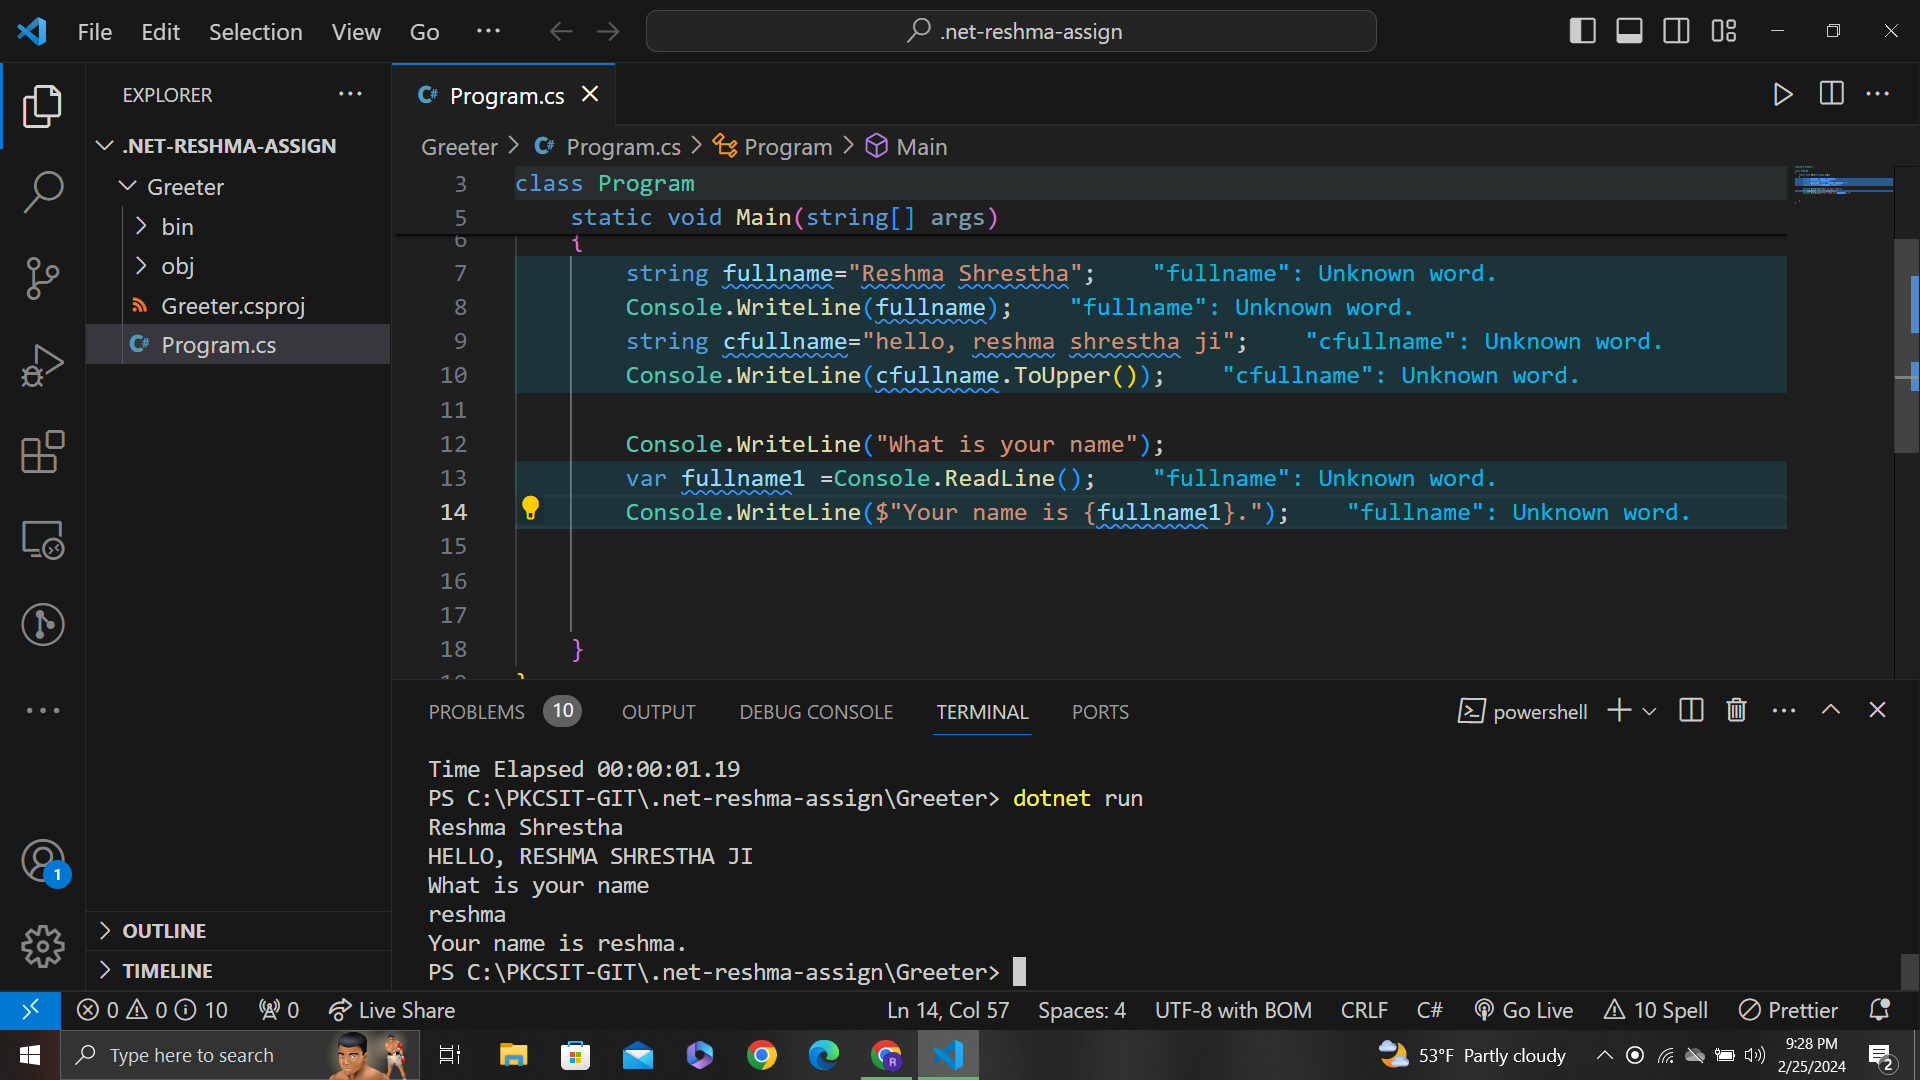 File Edit Selection View Go ··· .net-reshma-assign
EXPLORER ···
.NET-RESHMA-ASSIGN
Greeter
bin
obj
Greeter.csproj
Program.cs
OUTLINE
TIMELINE
1
Program.cs
Greeter > Program.cs > Program > Main
3 class Program
5 static void Main(string[] args)
6 {
7 string fullname="Reshma Shrestha"; "fullname": Unknown word.
8 Console.WriteLine(fullname); "fullname": Unknown word.
9 string cfullname="hello, reshma shrestha ji"; "cfullname": Unknown word.
10 Console.WriteLine(cfullname.ToUpper()); "cfullname": Unknown word.
11
12 Console.WriteLine("What is your name");
13 var fullname1 =Console.ReadLine(); "fullname": Unknown word.
14 Console.WriteLine($"Your name is {fullname1}."); "fullname": Unknown word.
15
16
17
18 }
PROBLEMS 10 OUTPUT DEBUG CONSOLE TERMINAL PORTS powershell
Time Elapsed 00:00:01.19
PS C:\PKCSIT-GIT\.net-reshma-assign\Greeter> dotnet run
Reshma Shrestha
HELLO, RESHMA SHRESTHA JI
What is your name
reshma
Your name is reshma.
PS C:\PKCSIT-GIT\.net-reshma-assign\Greeter>
0 0 10 0 Live Share Ln 14, Col 57 Spaces: 4 UTF-8 with BOM CRLF C# Go Live 10 Spell Prettier
Type here to search 53°F Partly cloudy 9:28 PM
2/25/2024 2